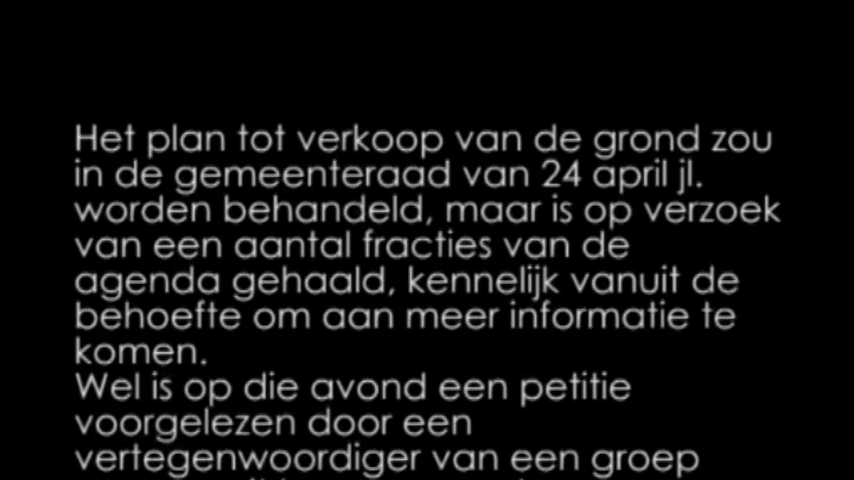 Het plan tot verkoop van de grond zou
in de gemeenteraad van 24 april jl.
worden behandeld, maar is op verzoek
van een aantal fracties van de
agenda gehaald, kennelijk vanuit de
behoefte om aan meer informatie te
komen.
Wel is op die avond een petitie
voorgelezen door een
vertegenwoordiger van een groep